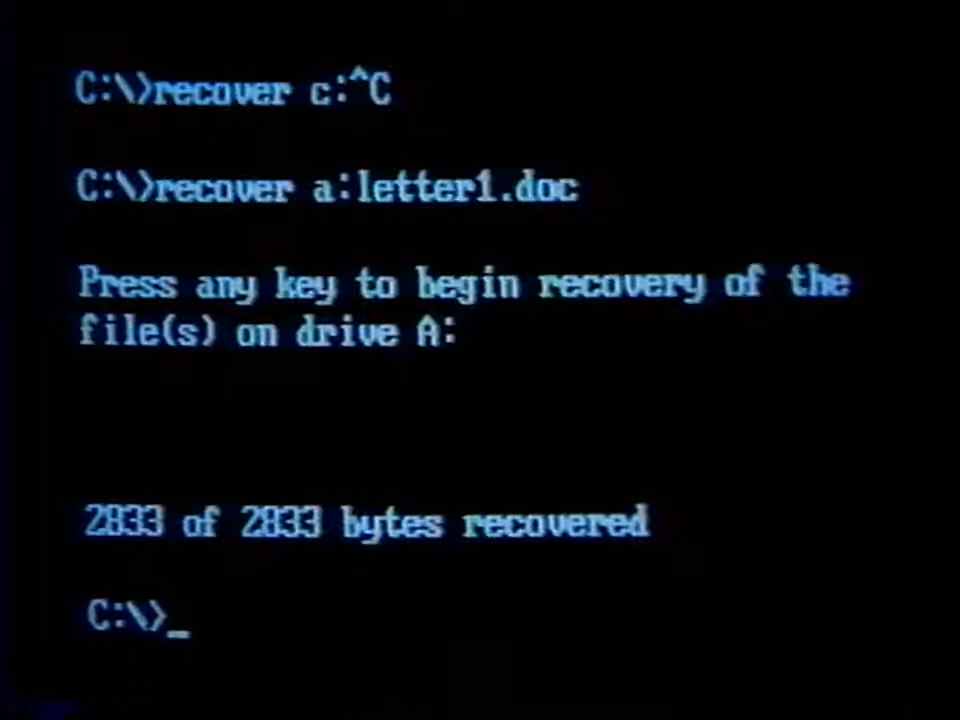 C:\>recover c:^C
C:\>recover a:letter1.doc
Press any key to begin recovery of the
file(s) on drive A:
2833 of 2833 bytes recovered
C:\>_